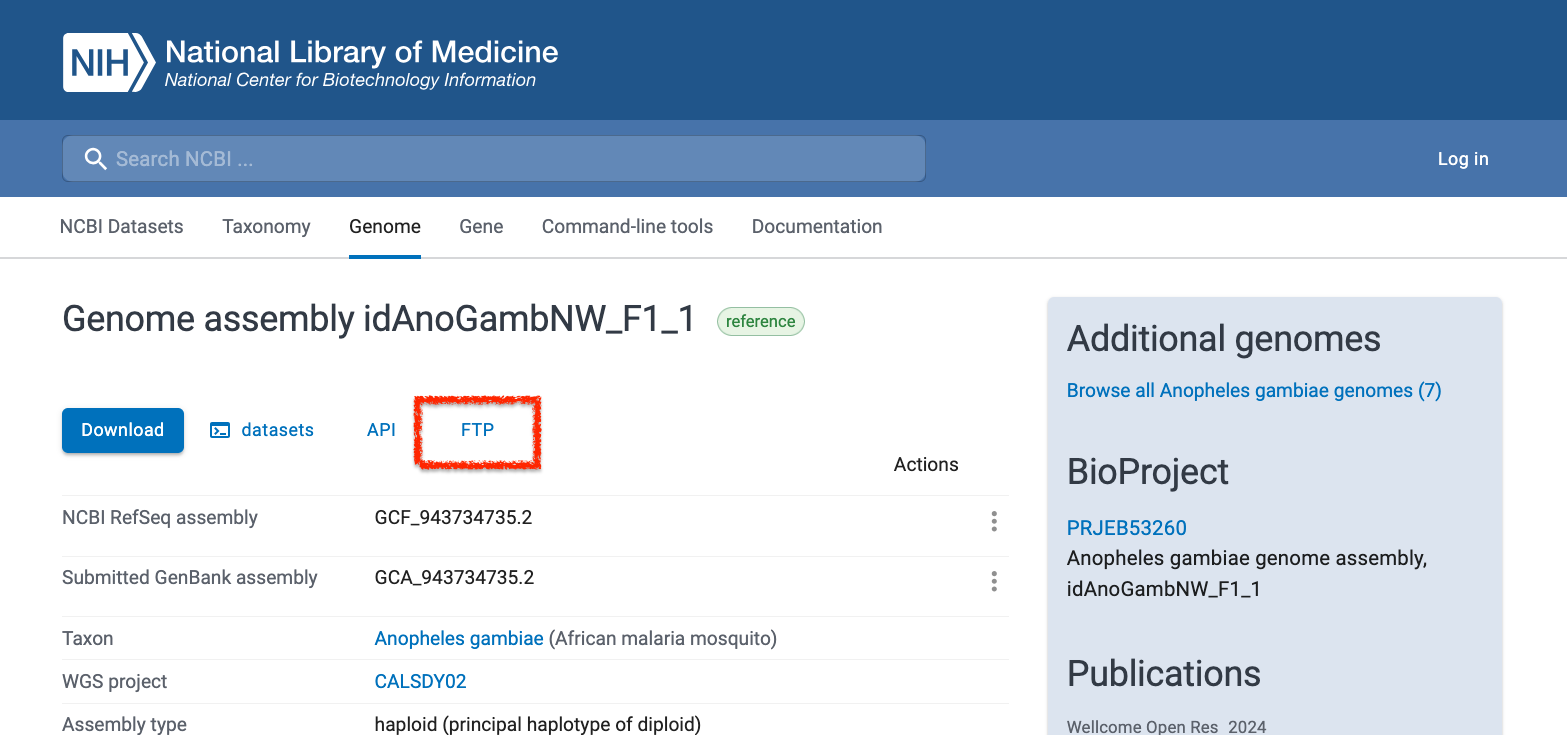 NIH National Library of Medicine
National Center for Biotechnology Information
Search NCBI ...
Log in
NCBI Datasets Taxonomy Genome Gene Command-line tools Documentation
Genome assembly idAnoGambNW_F1_1 reference
Download datasets API FTP
Actions
NCBI RefSeq assembly GCF_943734735.2
Submitted GenBank assembly GCA_943734735.2
Taxon Anopheles gambiae (African malaria mosquito)
WGS project CALSDY02
Assembly type haploid (principal haplotype of diploid)
Additional genomes
Browse all Anopheles gambiae genomes (7)
BioProject
PRJEB53260
Anopheles gambiae genome assembly,
idAnoGambNW_F1_1
Publications
Wellcome Open Res 2024